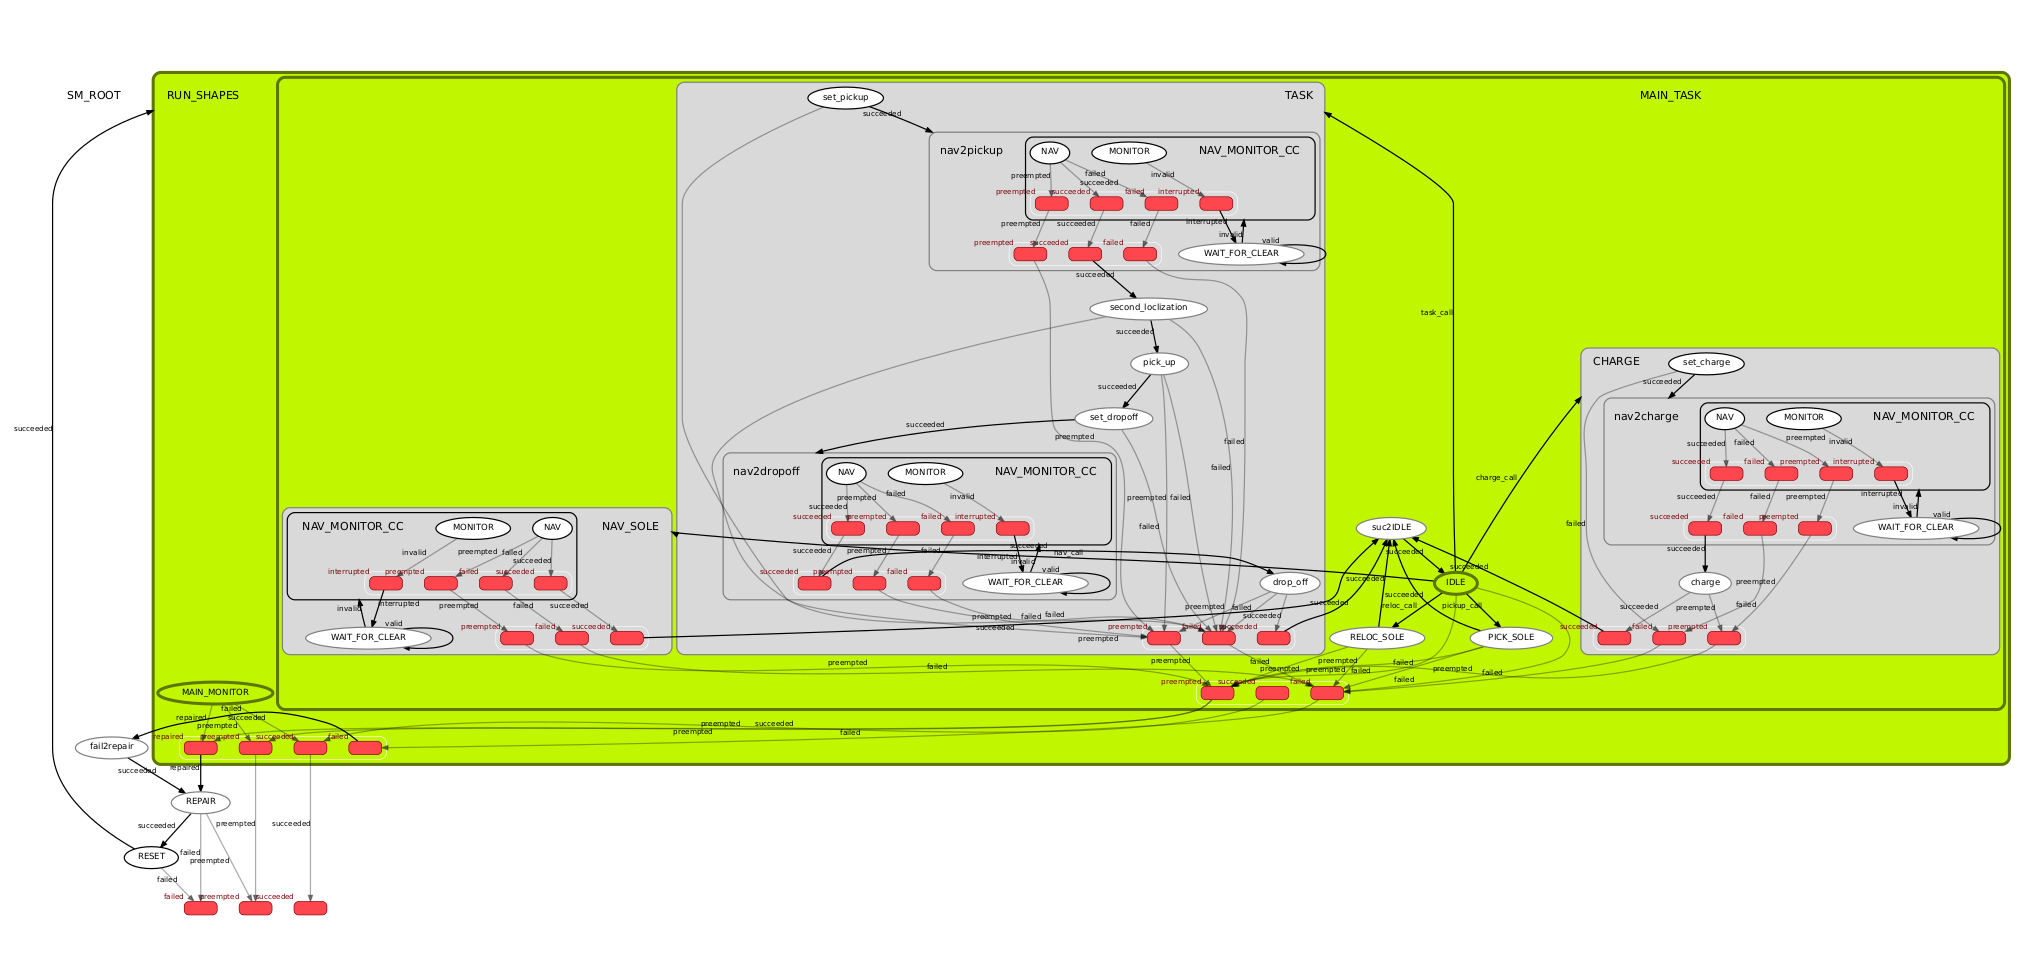 SM_ROOT
RUN_SHAPES
MAIN_TASK
TASK
set_pickup
succeeded
nav2pickup
NAV
MONITOR
NAV_MONITOR_CC
preempted
succeeded
failed
invalid
preempted
succeeded
failed
interrupted
preempted
succeeded
failed
interrupted
invalid
valid
preempted
succeeded
failed
WAIT_FOR_CLEAR
succeeded
second_loclization
task_call
succeeded
pick_up
succeeded
set_dropoff
succeeded
preempted
failed
failed
preempted
failed
failed
nav2dropoff
NAV
MONITOR
NAV_MONITOR_CC
succeeded
preempted
failed
invalid
succeeded
preempted
failed
interrupted
succeeded
preempted
failed
interrupted
invalid
valid
succeeded
nav_call
succeeded
preempted
failed
WAIT_FOR_CLEAR
drop_off
preempted
failed
succeeded
preempted
failed
failed
succeeded
preempted
preempted
failed
succeeded
CHARGE
set_charge
succeeded
nav2charge
NAV
MONITOR
NAV_MONITOR_CC
succeeded
failed
preempted
invalid
succeeded
failed
preempted
interrupted
succeeded
failed
preempted
interrupted
invalid
valid
succeeded
failed
preempted
WAIT_FOR_CLEAR
succeeded
charge
failed
charge_call
succeeded
preempted
failed
preempted
succeeded
failed
preempted
NAV_MONITOR_CC
MONITOR
NAV
NAV_SOLE
invalid
preempted
failed
succeeded
interrupted
preempted
failed
succeeded
invalid
interrupted
valid
preempted
failed
succeeded
preempted
failed
succeeded
WAIT_FOR_CLEAR
suc2IDLE
succeeded
succeeded
IDLE
succeeded
succeeded
succeeded
reloc_call
pickup_call
RELOC_SOLE
PICK_SOLE
preempted
failed
preempted
failed
preempted
failed
preempted
preempted
failed
preempted
failed
failed
preempted
succeeded
failed
MAIN_MONITOR
failed
repaired
succeeded
preempted
preempted
succeeded
preempted
failed
repaired
preempted
succeeded
failed
fail2repair
succeeded
repaired
REPAIR
succeeded
preempted
succeeded
succeeded
RESET
failed
preempted
failed
failed
preempted
succeeded